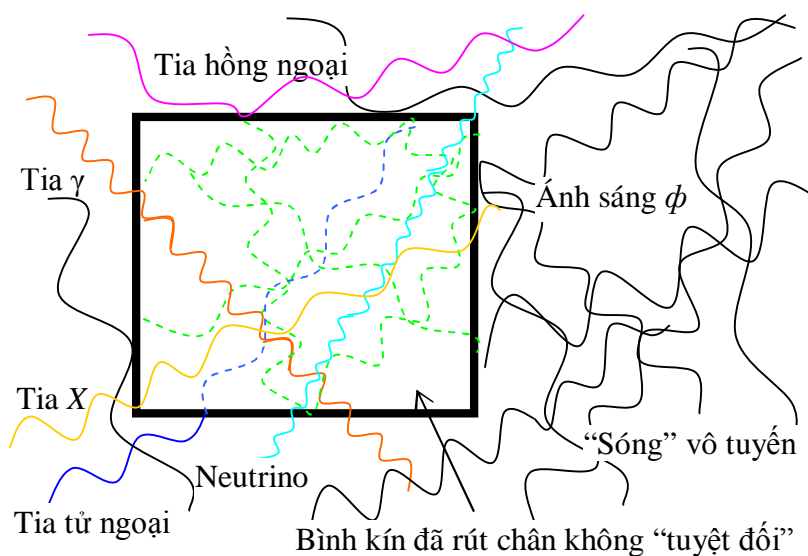 Tia hồng ngoại
Tia γ
Ánh sáng ф
Tia X
"Sóng" vô tuyến
Neutrino
Tia tử ngoại
Bình kín đã rút chân không "tuyệt đối"